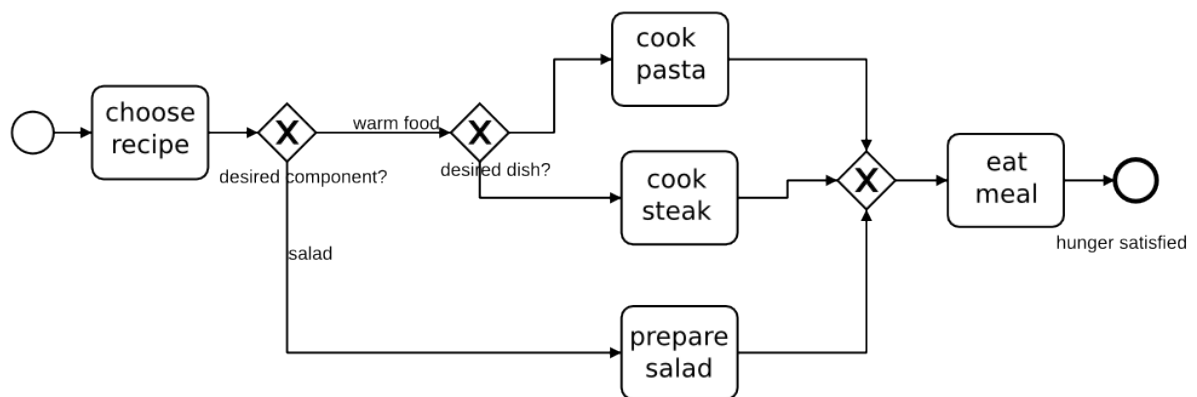 choose
recipe
X
desired component?
warm food
salad
X
desired dish?
cook
pasta
cook
steak
prepare
salad
X
eat
meal
hunger satisfied